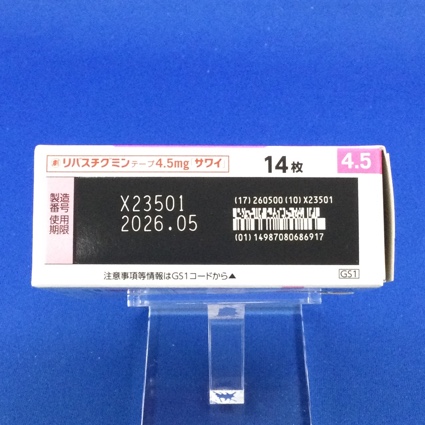 劇 リバスチグミンテープ4.5mg サワイ 14枚 4.5
製造番号 X23501
使用期限 2026.05
(17) 260500 (10) X23501
(01) 14987080686917
注意事項等情報はGS1コードから▲
GS1